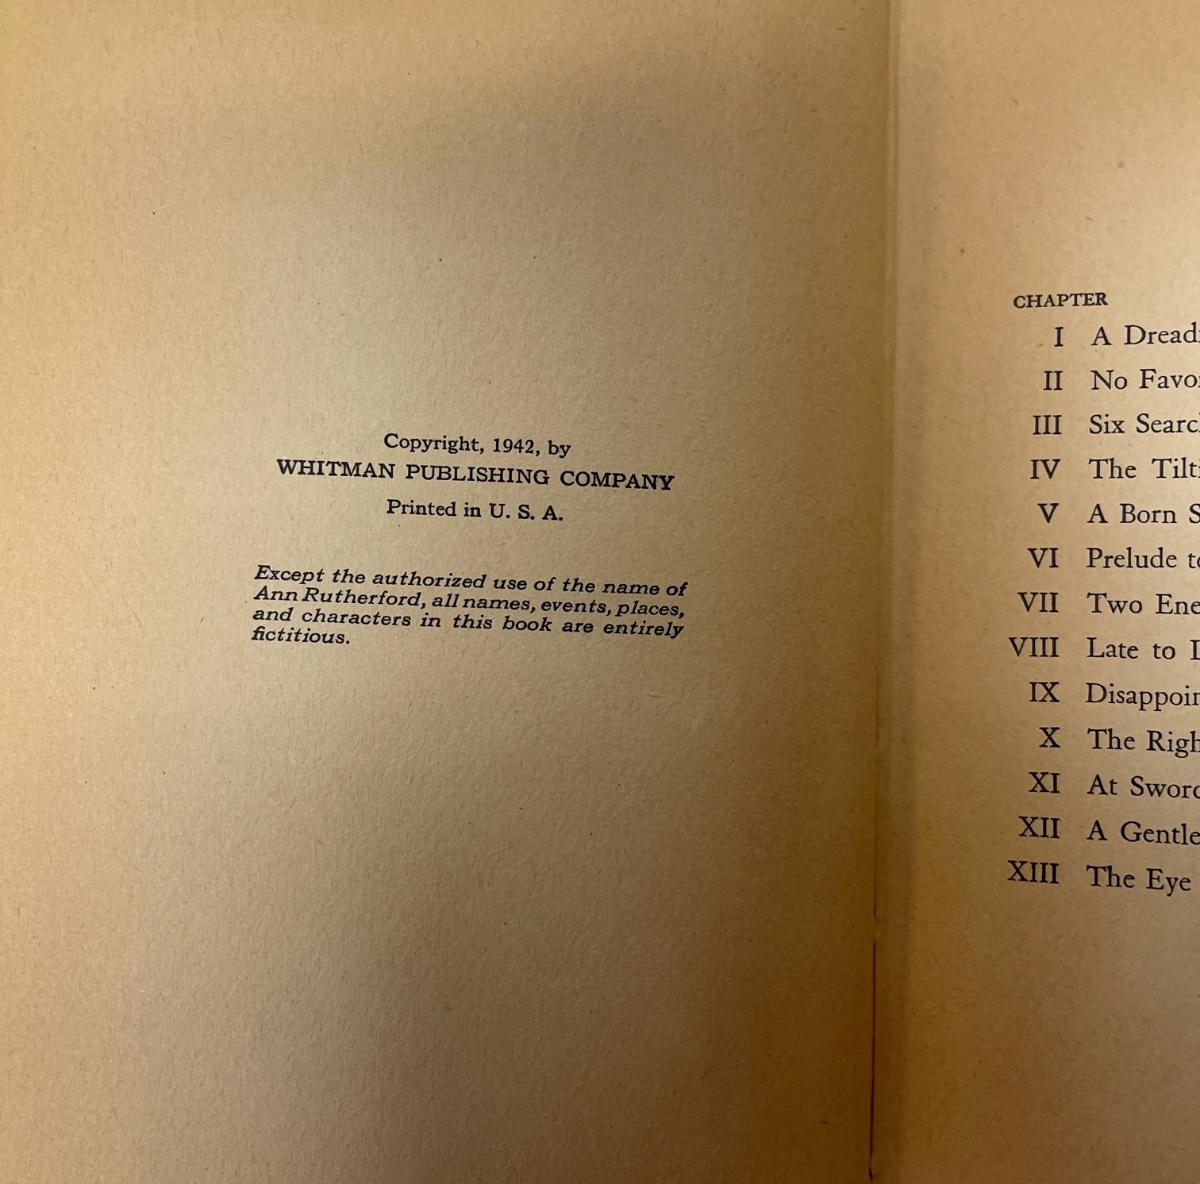 Copyright, 1942, by
WHITMAN PUBLISHING COMPANY
Printed in U. S. A.
Except the authorized use of the name of
Ann Rutherford, all names, events, places,
and characters in this book are entirely
fictitious.
CHAPTER
I A
II No
III Six
IV The
V A Born
VI Prelude
VII Two
VIII Late to
IX
X The
XI At
XII A
XIII The Eye